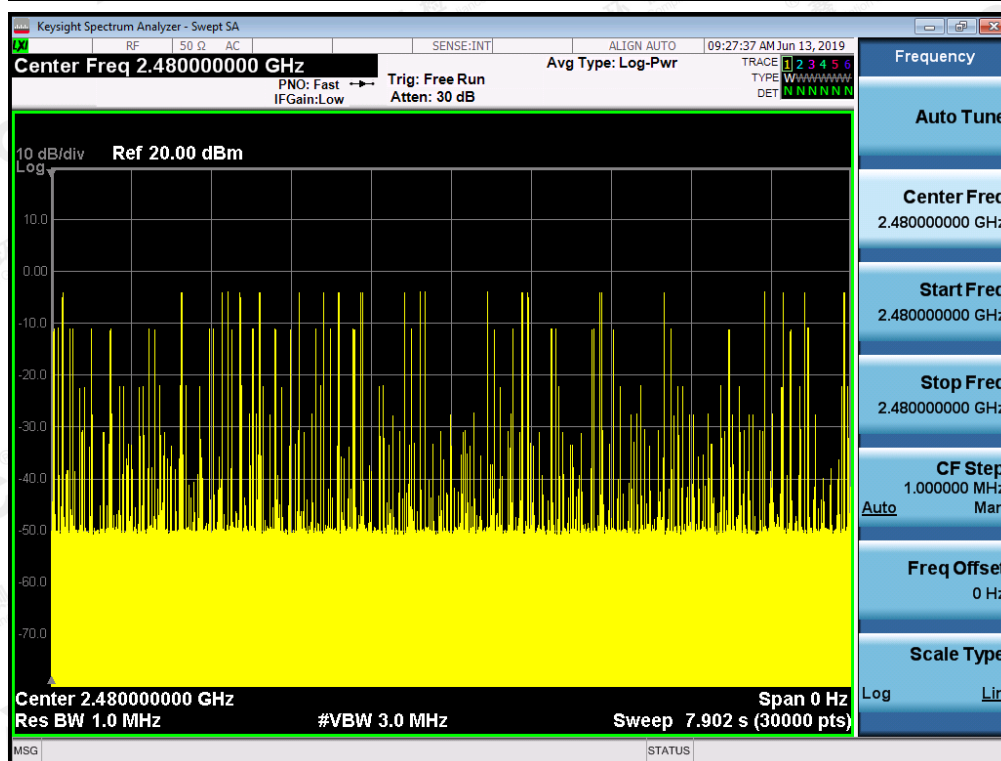 Keysight Spectrum Analyzer - Swept SA
LXI RF 50 Ω AC SENSE:INT ALIGN AUTO 09:27:37 AM Jun 13, 2019
Center Freq 2.480000000 GHz
PNO: Fast
IFGain:Low
Trig: Free Run
Atten: 30 dB
Avg Type: Log-Pwr
TRACE 1 2 3 4 5 6
TYPE WWWWWW
DET N N N N N N
10 dB/div Ref 20.00 dBm
Log
10.0
0.00
-10.0
-20.0
-30.0
-40.0
-50.0
-60.0
-70.0
Center 2.480000000 GHz Span 0 Hz
Res BW 1.0 MHz #VBW 3.0 MHz Sweep 7.902 s (30000 pts)
MSG STATUS
Frequency
Auto Tune
Center Freq
2.480000000 GHz
Start Freq
2.480000000 GHz
Stop Freq
2.480000000 GHz
CF Step
1.000000 MHz
Auto Man
Freq Offset
0 Hz
Scale Type
Log Lin